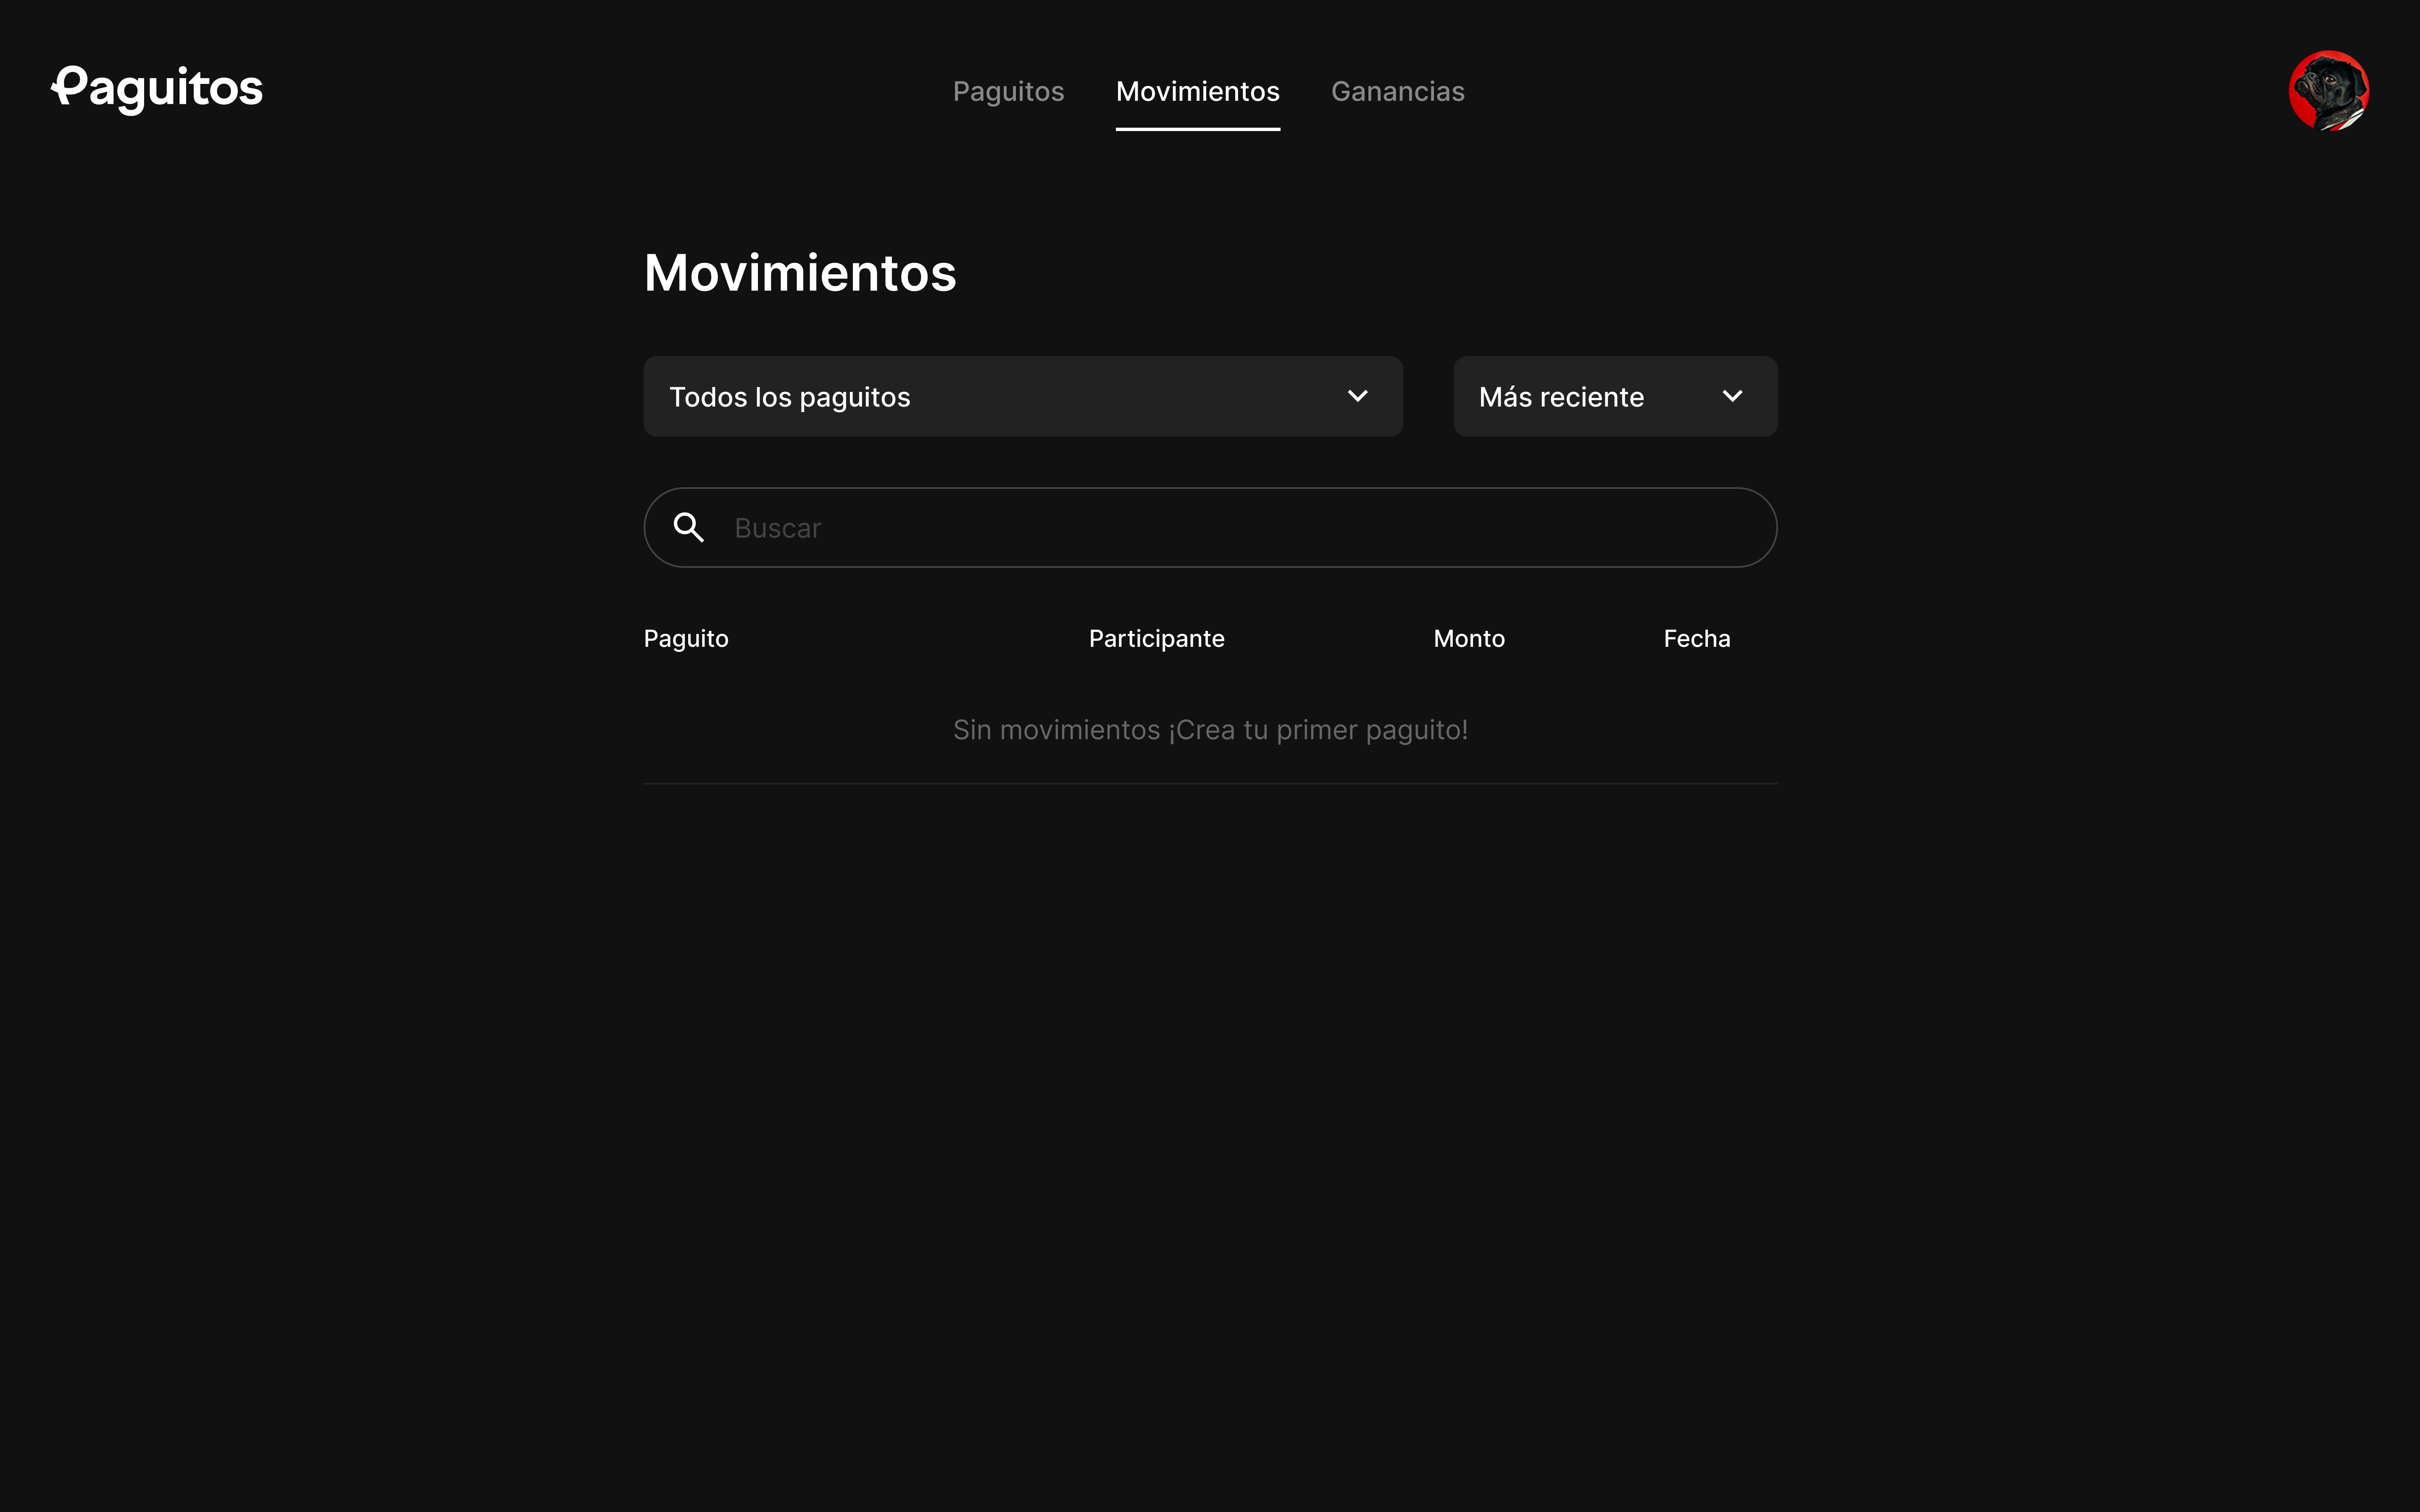 Paguitos
Paguitos Movimientos Ganancias
Movimientos
Todos los paguitos
Más reciente
Buscar
Paguito Participante Monto Fecha
Sin movimientos ¡Crea tu primer paguito!